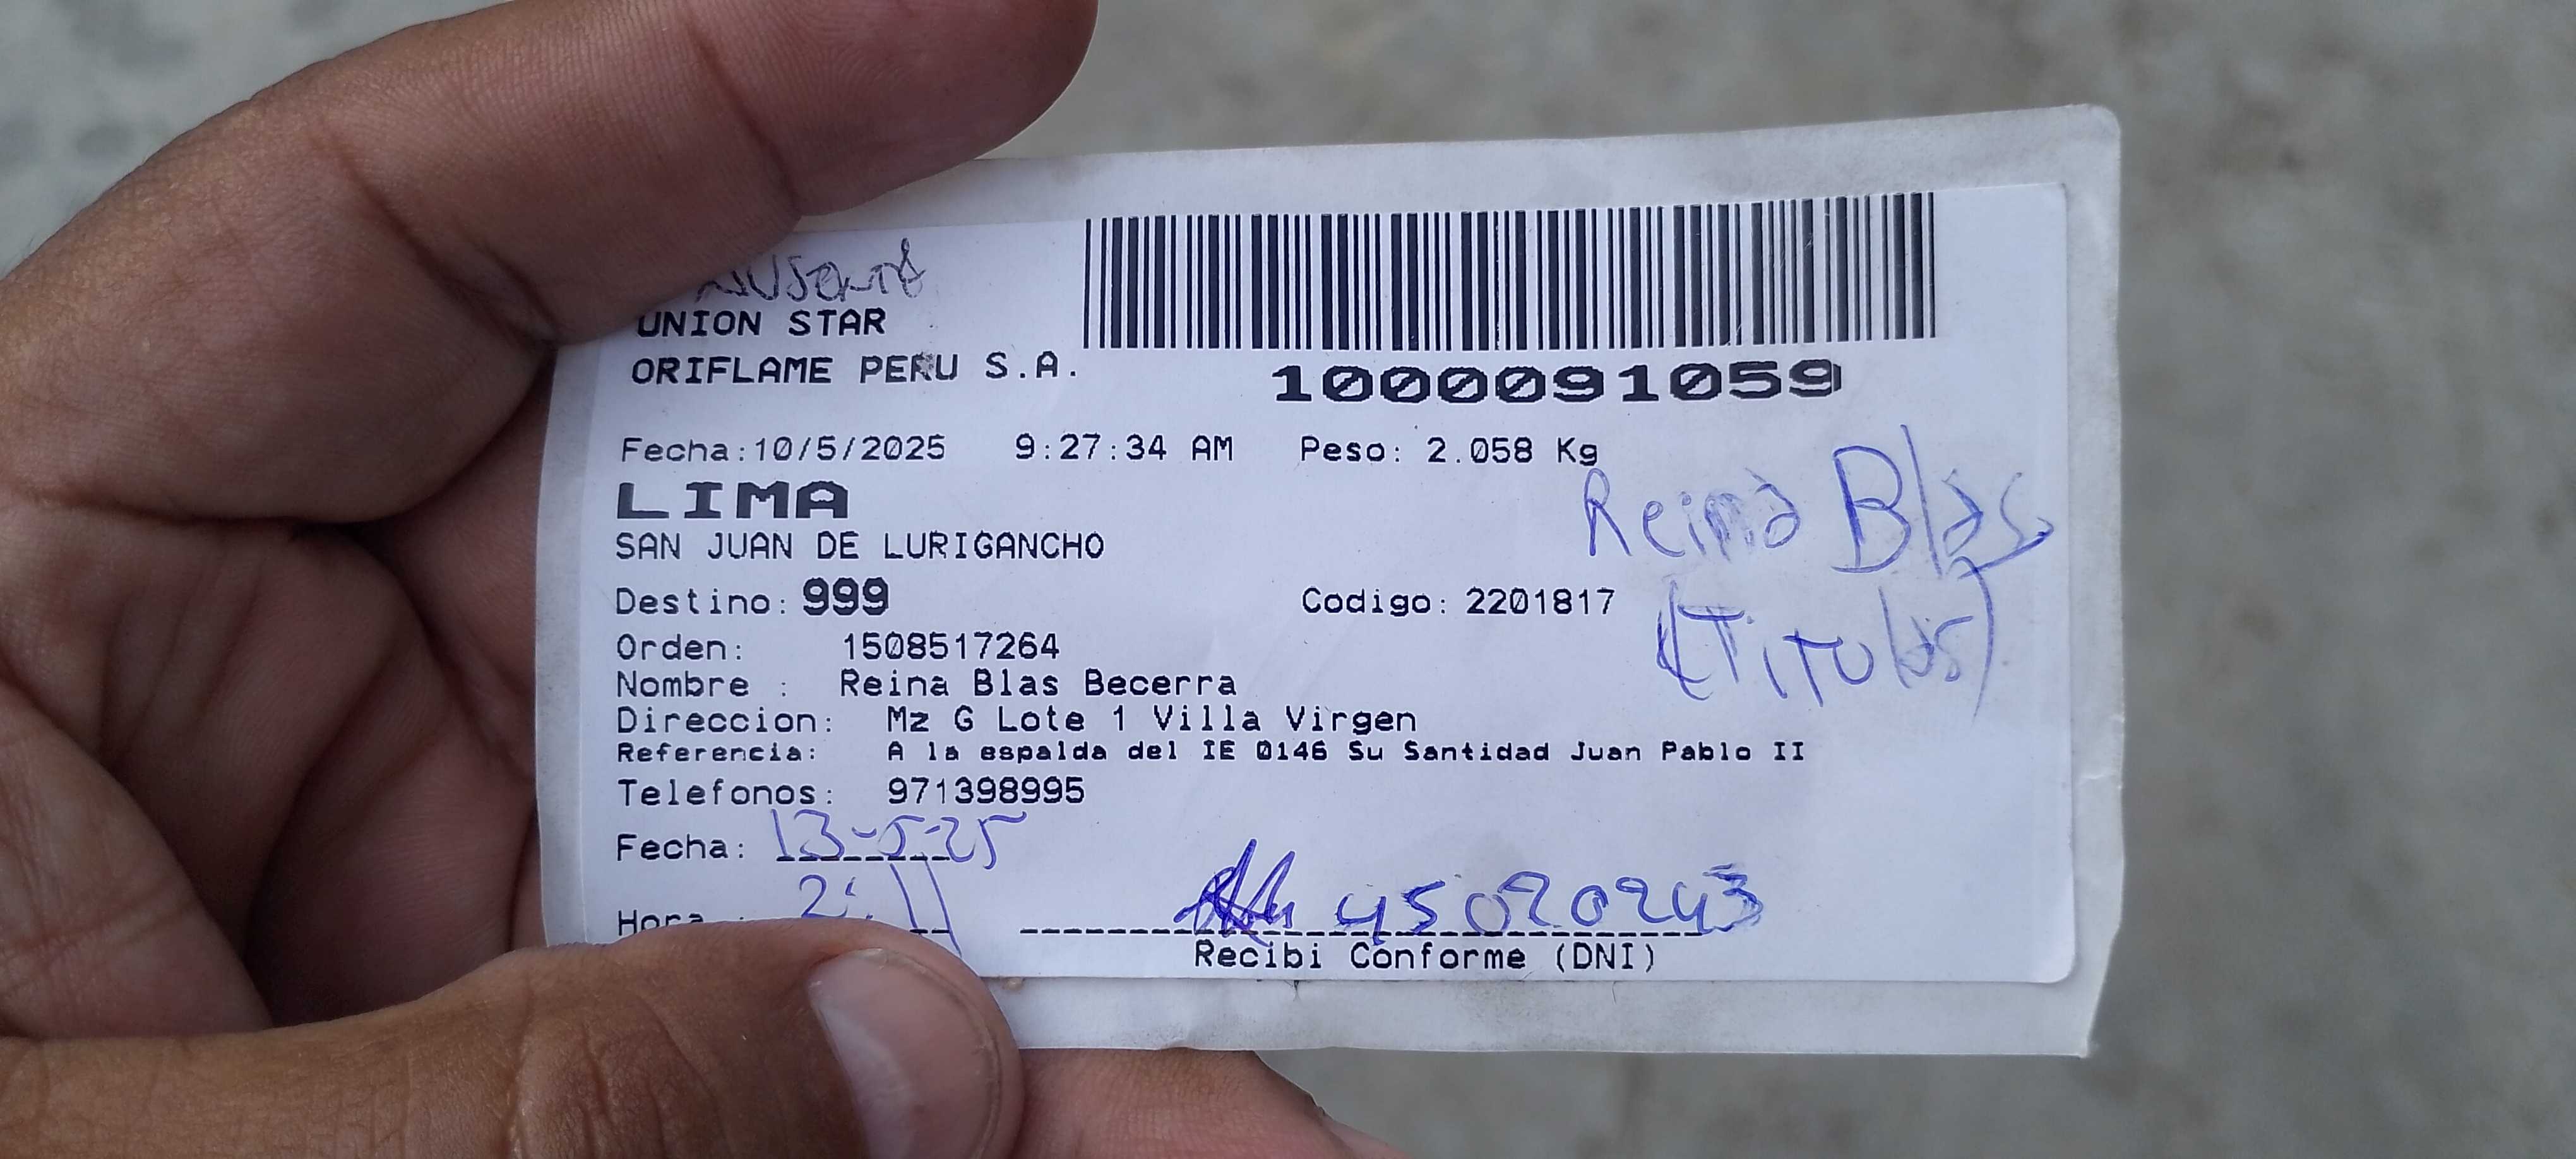 Ausente
UNION STAR
ORIFLAME PERU S.A.
1000091059
Fecha:10/5/2025 9:27:34 AM Peso: 2.058 Kg
LIMA
SAN JUAN DE LURIGANCHO
Reina Blas
Destino: 999 Codigo: 2201817
(Titular)
Orden: 1508517264
Nombre : Reina Blas Becerra
Direccion: Mz G Lote 1 Villa Virgen
Referencia: A la espalda del IE 0146 Su Santidad Juan Pablo II
Telefonos: 971398995
Fecha: 13-5-25
Hora : 45020243
Recibi Conforme (DNI)